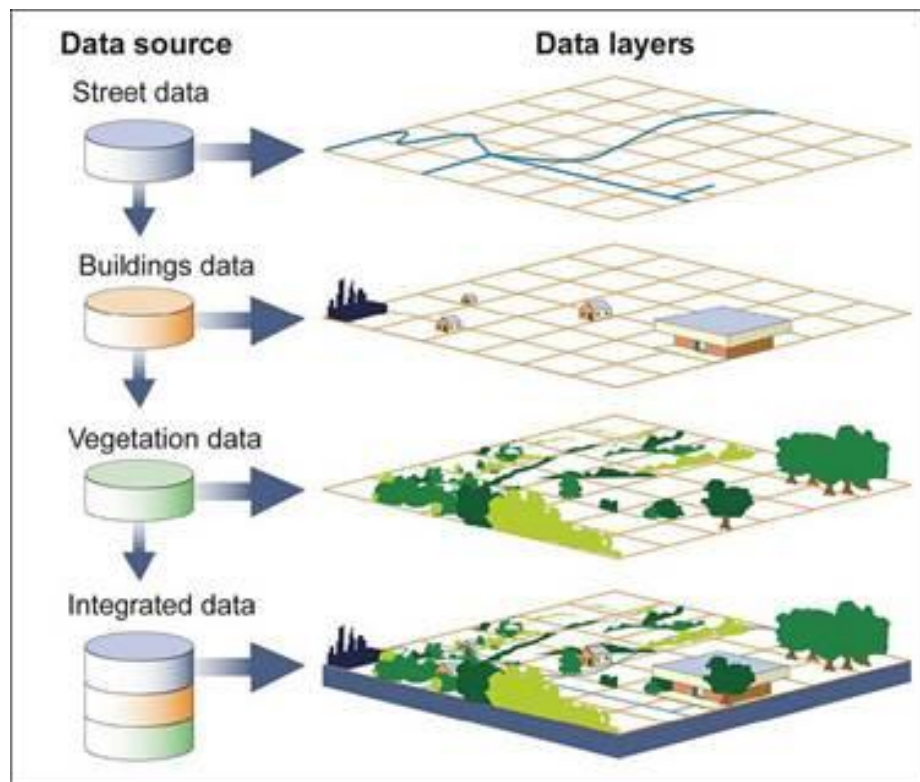 Data source
Data layers
Street data
Buildings data
Vegetation data
Integrated data